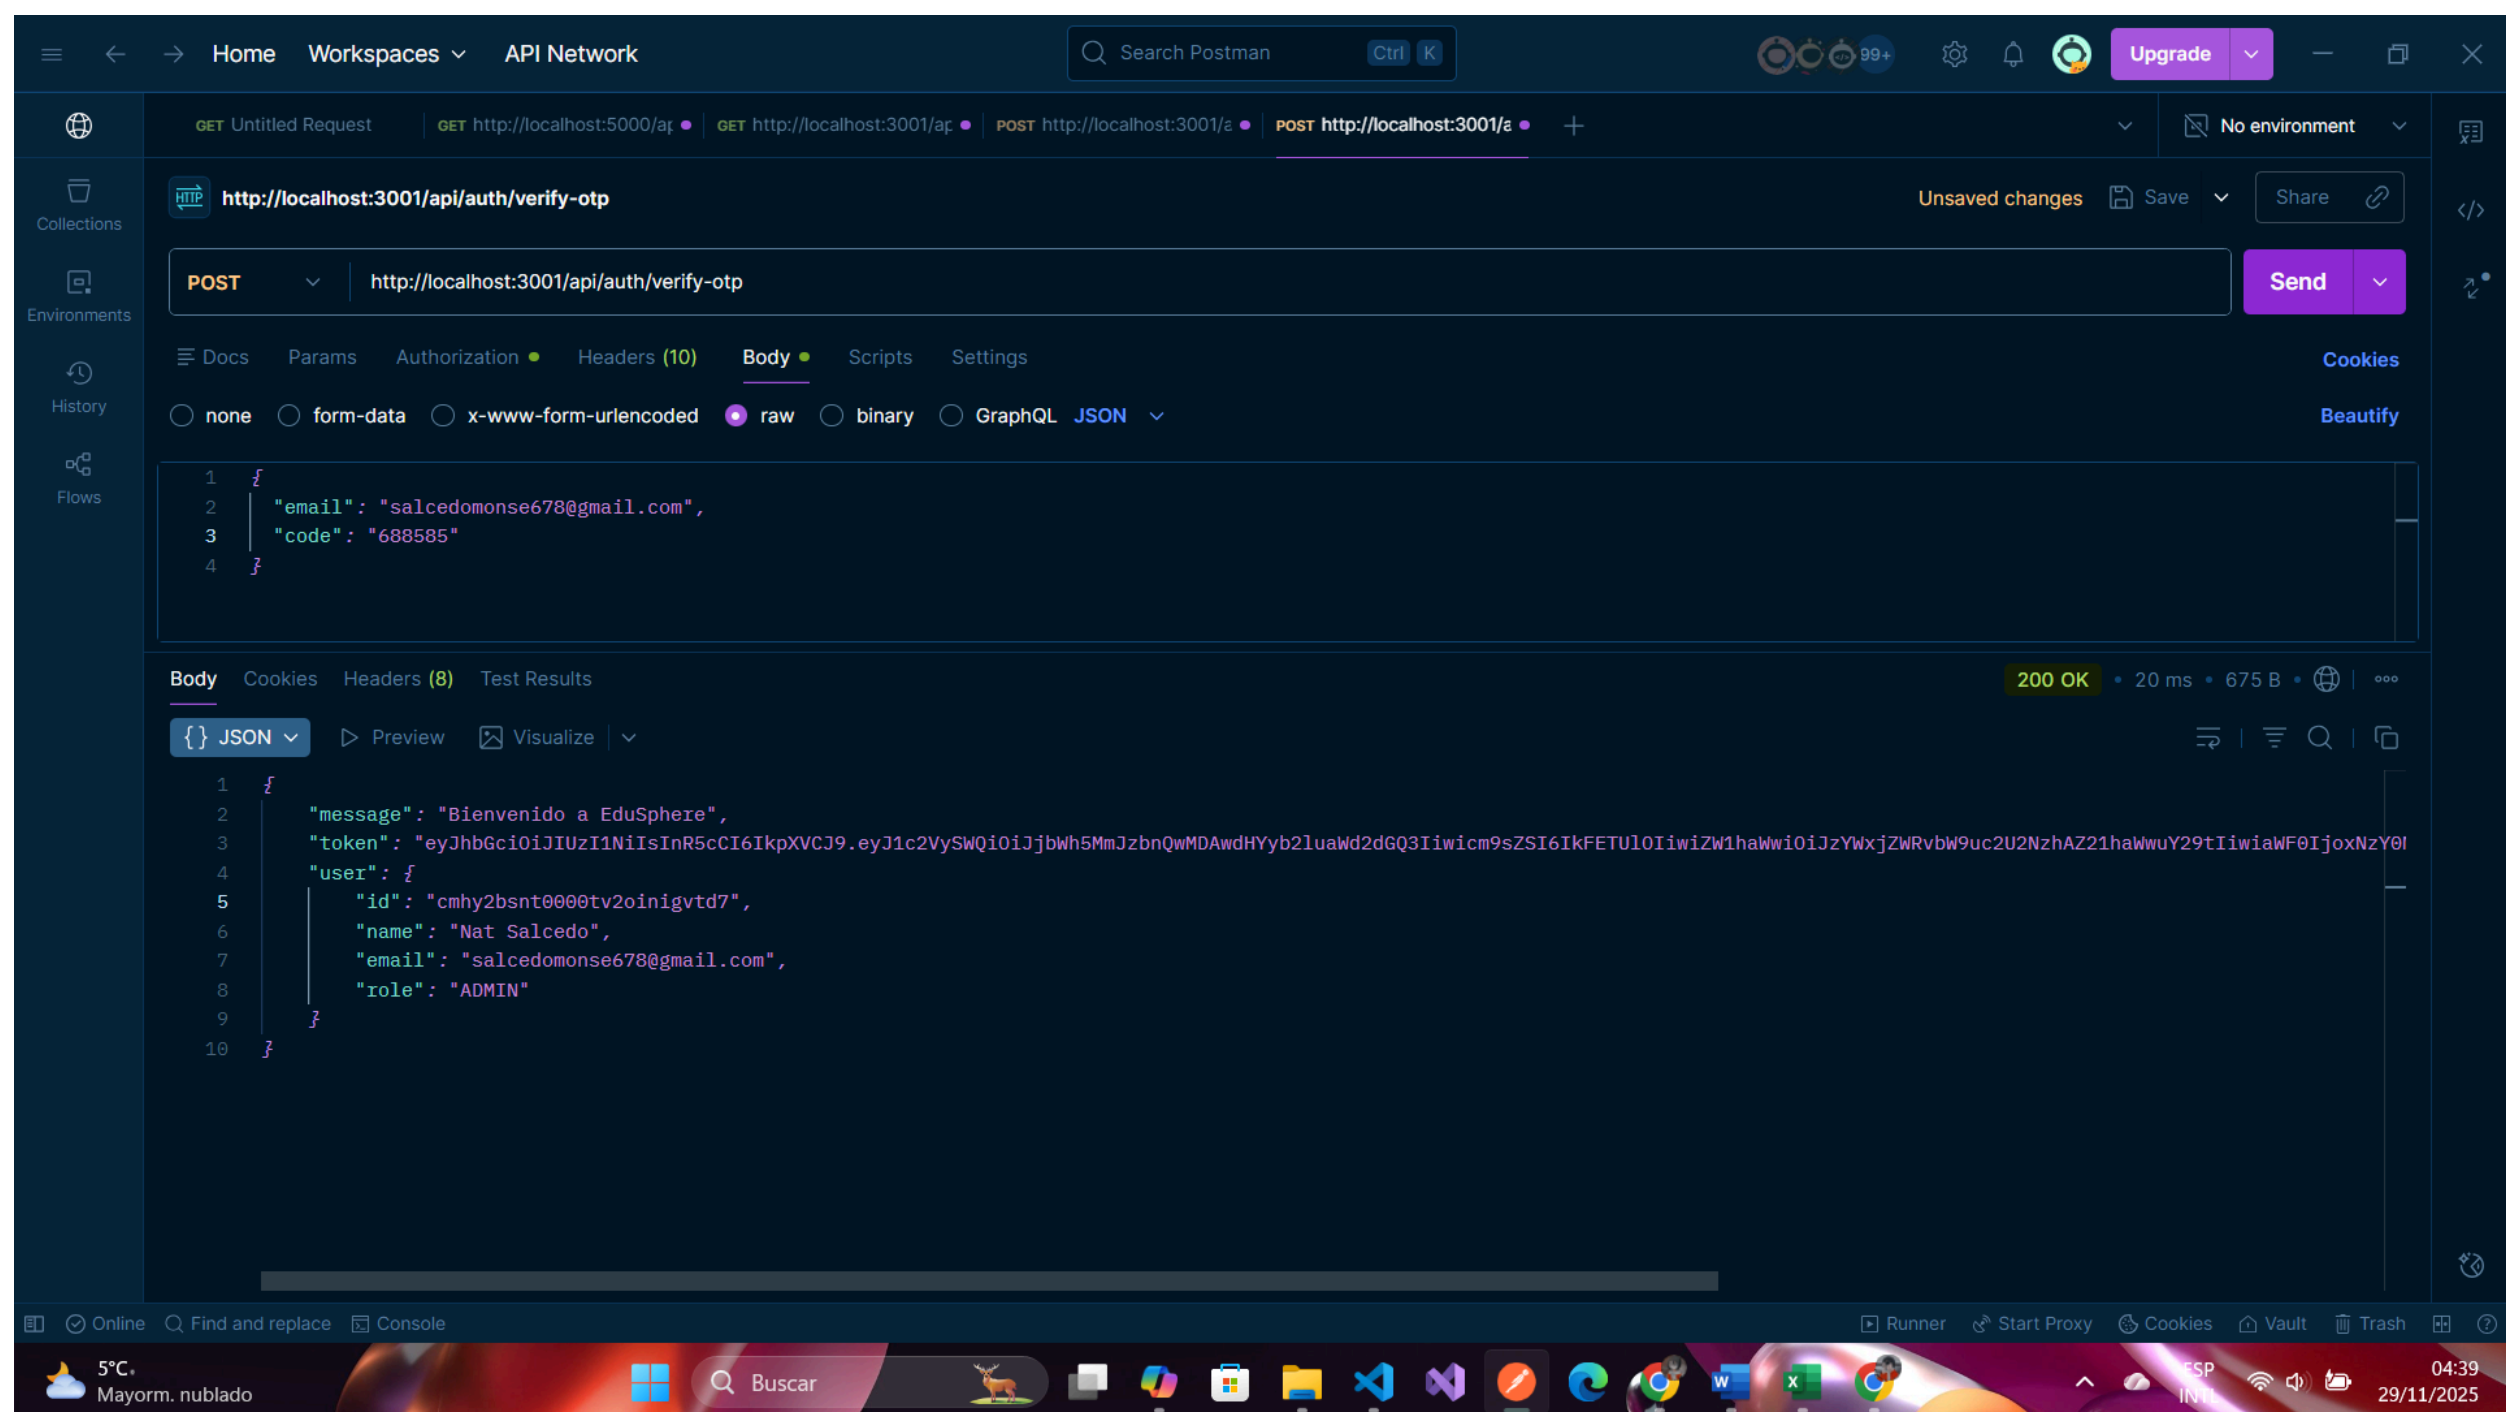 Home Workspaces API Network Search Postman Ctrl K 99+ Upgrade
GET Untitled Request GET http://localhost:5000/ap GET http://localhost:3001/ap POST http://localhost:3001/a POST http://localhost:3001/a No environment
Collections
Environments
History
Flows
HTTP http://localhost:3001/api/auth/verify-otp Unsaved changes Save Share
POST http://localhost:3001/api/auth/verify-otp Send
Docs Params Authorization Headers (10) Body Scripts Settings Cookies
none form-data x-www-form-urlencoded raw binary GraphQL JSON Beautify
1 {
2 "email": "salcedomonse678@gmail.com",
3 "code": "688585"
4 }
Body Cookies Headers (8) Test Results 200 OK • 20 ms • 675 B •
{} JSON Preview Visualize
1 {
2 "message": "Bienvenido a EduSphere",
3 "token": "eyJhbGciOiJIUzI1NiIsInR5cCI6IkpXVCJ9.eyJ1c2VySWQiOiJjbWh5MmJzbnQwMDAwdHYyb2luaWd2dGQ3Iiwicm9sZSI6IkFETUlOIiwiZW1haWwiOiJzYWxjZWRvbW9uc2U2NzhAZ21haWwuY29tIiwiaWF0IjoxNzY0
4 "user": {
5 "id": "cmhy2bsnt0000tv2oinigvtd7",
6 "name": "Nat Salcedo",
7 "email": "salcedomonse678@gmail.com",
8 "role": "ADMIN"
9 }
10 }
Online Find and replace Console Runner Start Proxy Cookies Vault Trash
5°C
Mayorm. nublado
Buscar
ESP
INTL
04:39
29/11/2025